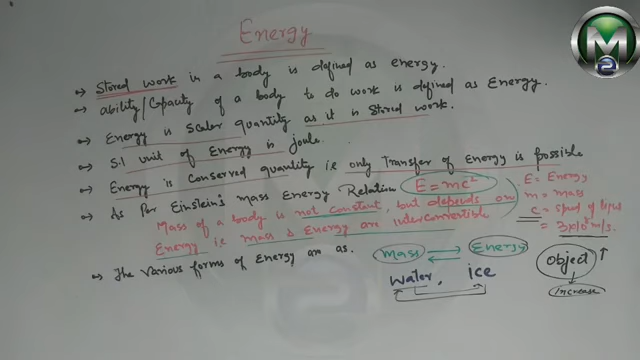 Energy
→ Stored work in a body is defined as energy.
→ ability/Capacity of a body to do work is defined as Energy.
→ Energy is Scaler quantity as it is Stored work.
→ S.I unit of Energy is Joule.
→ Energy is conserved quantity i.e only Transfer of Energy is possible
→ As Per Einstein's Mass Energy Relation E = mc²
Mass of a body is not constant, but depends on
Energy i.e mass & Energy are interconvertible
E = Energy
m = mass
c = speed of light
= 3x10⁸ m/s.
→ The various forms of Energy are as.
Mass ⇌ Energy
Water, ice
Object ↑
increase
M
2